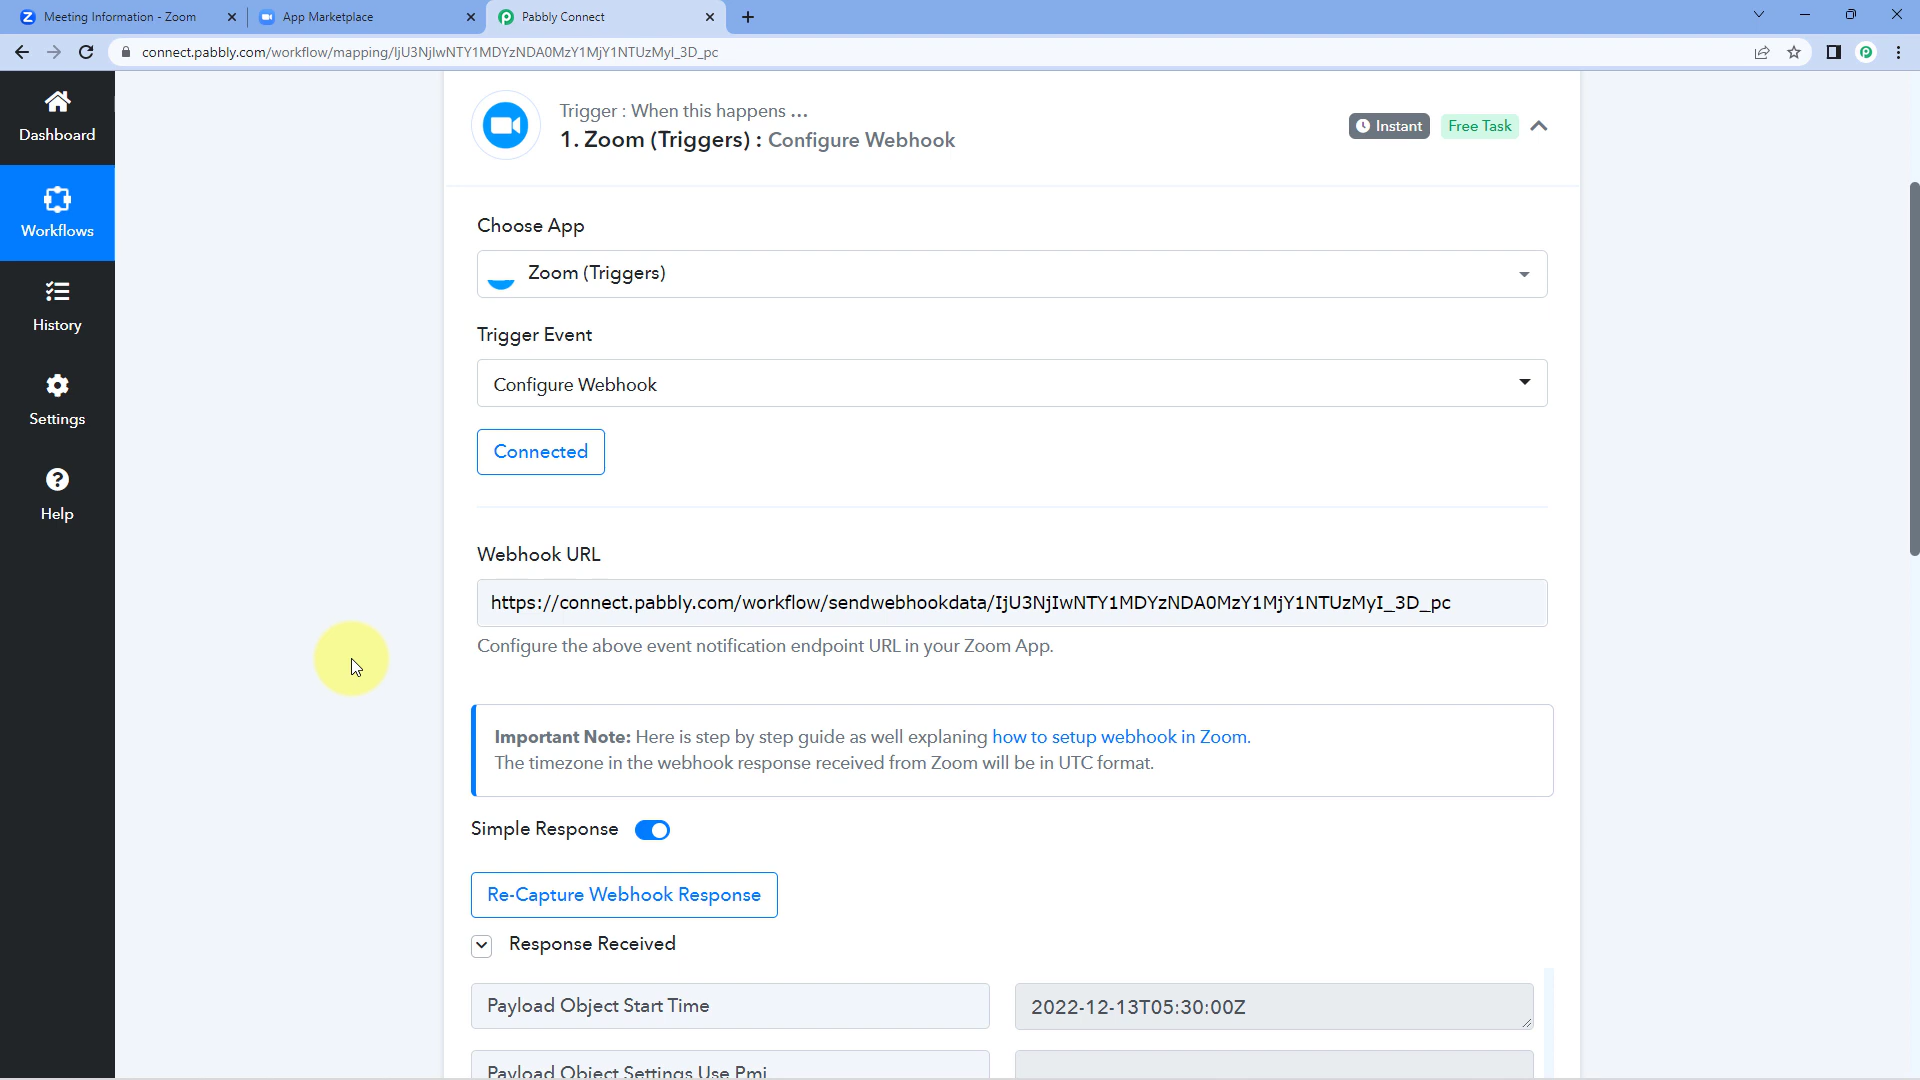 Meeting Information - Zoom
App Marketplace
Pabbly Connect
connect.pabbly.com/workflow/mapping/IjU3NjIwNTY1MDYzNDA0MzY1MjY1NTUzMyI_3D_pc
Dashboard
Workflows
History
Settings
Help
Trigger : When this happens ...
1. Zoom (Triggers) : Configure Webhook
Instant
Free Task
Choose App
Zoom (Triggers)
Trigger Event
Configure Webhook
Connected
Webhook URL
https://connect.pabbly.com/workflow/sendwebhookdata/IjU3NjIwNTY1MDYzNDA0MzY1MjY1NTUzMyI_3D_pc
Configure the above event notification endpoint URL in your Zoom App.
Important Note: Here is step by step guide as well explaning how to setup webhook in Zoom.
The timezone in the webhook response received from Zoom will be in UTC format.
Simple Response
Re-Capture Webhook Response
Response Received
Payload Object Start Time
2022-12-13T05:30:00Z
Payload Object Settings Use Pmi